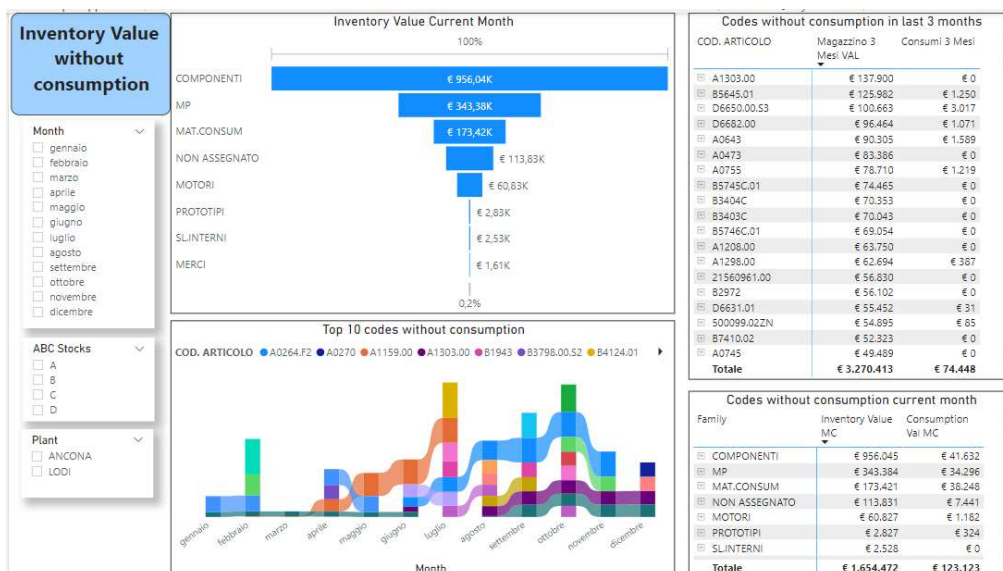 Inventory Value
without
consumption
Month
gennaio
febbraio
marzo
aprile
maggio
giugno
luglio
agosto
settembre
ottobre
novembre
dicembre
ABC Stocks
A
B
C
D
Plant
ANCONA
LODI
Inventory Value Current Month
100%
COMPONENTI € 956,04K
MP € 343,38K
MAT.CONSUM € 173,42K
NON ASSEGNATO € 113,83K
MOTORI € 60,83K
PROTOTIPI € 2,83K
SL.INTERNI € 2,53K
MERCI € 1,61K
0,2%
Top 10 codes without consumption
COD. ARTICOLO A0264.F2 A0270 A1159.00 A1303.00 B1943 B3798.00.S2 B4124.01
gennaio febbraio marzo aprile maggio giugno luglio agosto settembre ottobre novembre dicembre
Month
Codes without consumption in last 3 months
COD. ARTICOLO Magazzino 3 Consumi 3 Mesi
Mesi VAL
A1303.00 € 137.900 € 0
B5645.01 € 125.982 € 1.250
D6650.00.S3 € 100.663 € 3.017
D6682.00 € 96.464 € 1.071
A0643 € 90.305 € 1.589
A0473 € 83.386 € 0
A0755 € 78.710 € 1.219
B5745C.01 € 74.465 € 0
B3404C € 70.353 € 0
B3403C € 70.043 € 0
B5746C.01 € 69.054 € 0
A1208.00 € 63.750 € 0
A1298.00 € 62.694 € 387
21560961.00 € 56.830 € 0
B2972 € 56.102 € 0
D6631.01 € 55.452 € 31
500099.02ZN € 54.895 € 85
B7410.02 € 52.323 € 0
A0745 € 49.489 € 0
Totale € 3.270.413 € 74.448
Codes without consumption current month
Family Inventory Value Consumption
MC Val MC
COMPONENTI € 956.045 € 41.632
MP € 343.384 € 34.296
MAT.CONSUM € 173.421 € 38.248
NON ASSEGNATO € 113.831 € 7.441
MOTORI € 60.827 € 1.182
PROTOTIPI € 2.827 € 324
SL.INTERNI € 2.528 € 0
Totale € 1.654.472 € 123.123